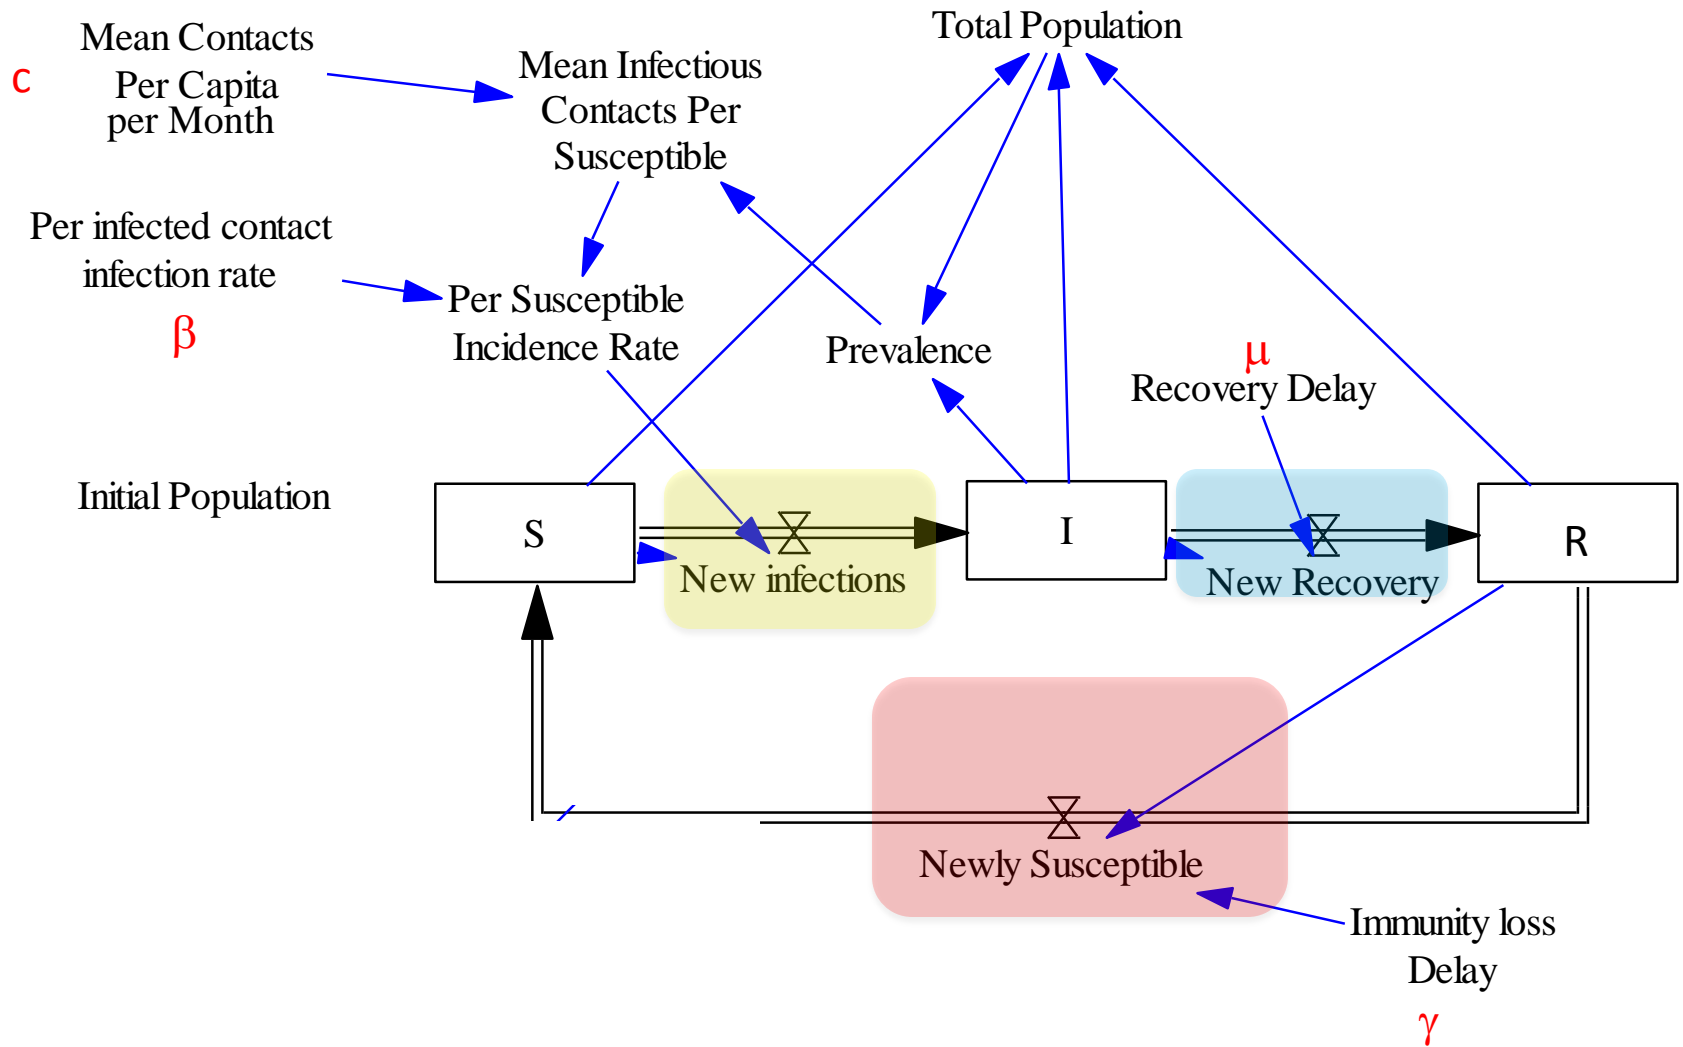 Mean Contacts
Per Capita
per Month
c
Mean Infectious
Contacts Per
Susceptible
Total Population
Per infected contact
infection rate
β
Per Susceptible
Incidence Rate
Prevalence
μ
Recovery Delay
Initial Population
S
New infections
I
New Recovery
R
Newly Susceptible
Immunity loss
Delay
γ